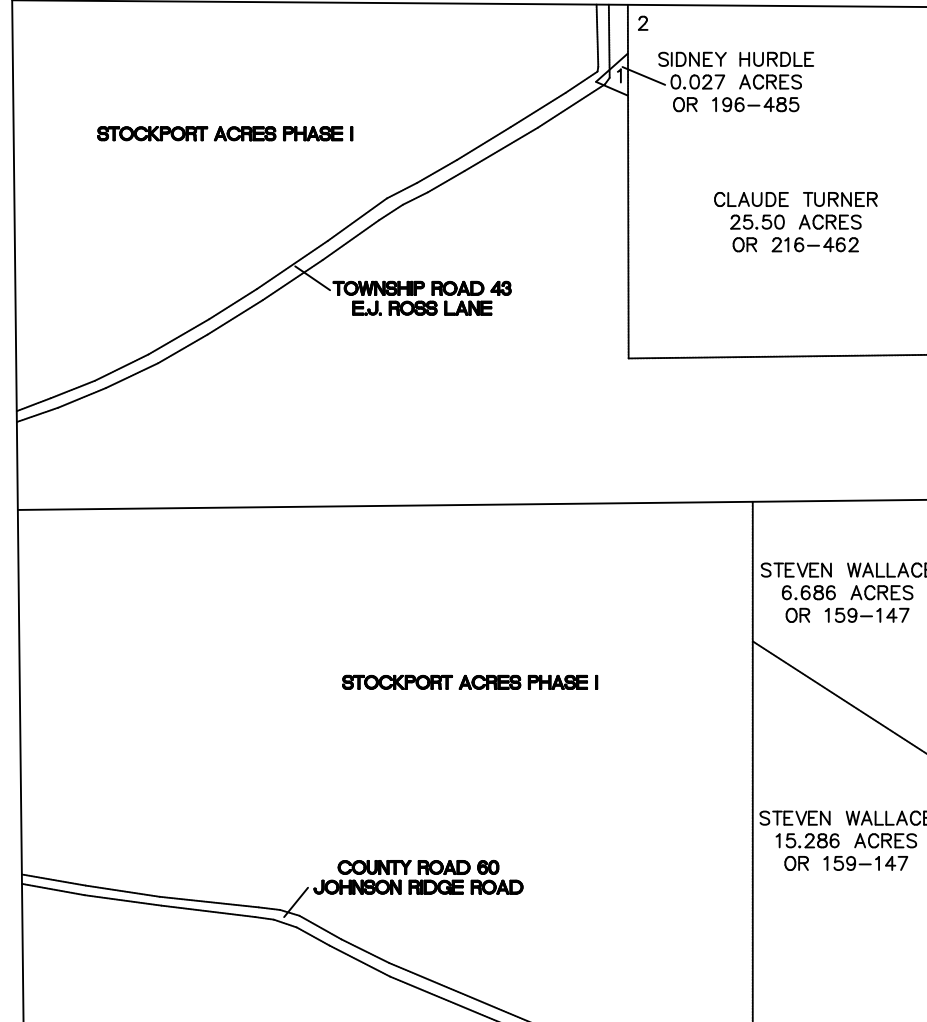 2
SIDNEY HURDLE
0.027 ACRES
OR 196-485
1
STOCKPORT ACRES PHASE I
CLAUDE TURNER
25.50 ACRES
OR 216-462
TOWNSHIP ROAD 43
E.J. ROSS LANE
STEVEN WALLACE
6.686 ACRES
OR 159-147
STOCKPORT ACRES PHASE I
STEVEN WALLACE
15.286 ACRES
OR 159-147
COUNTY ROAD 60
JOHNSON RIDGE ROAD